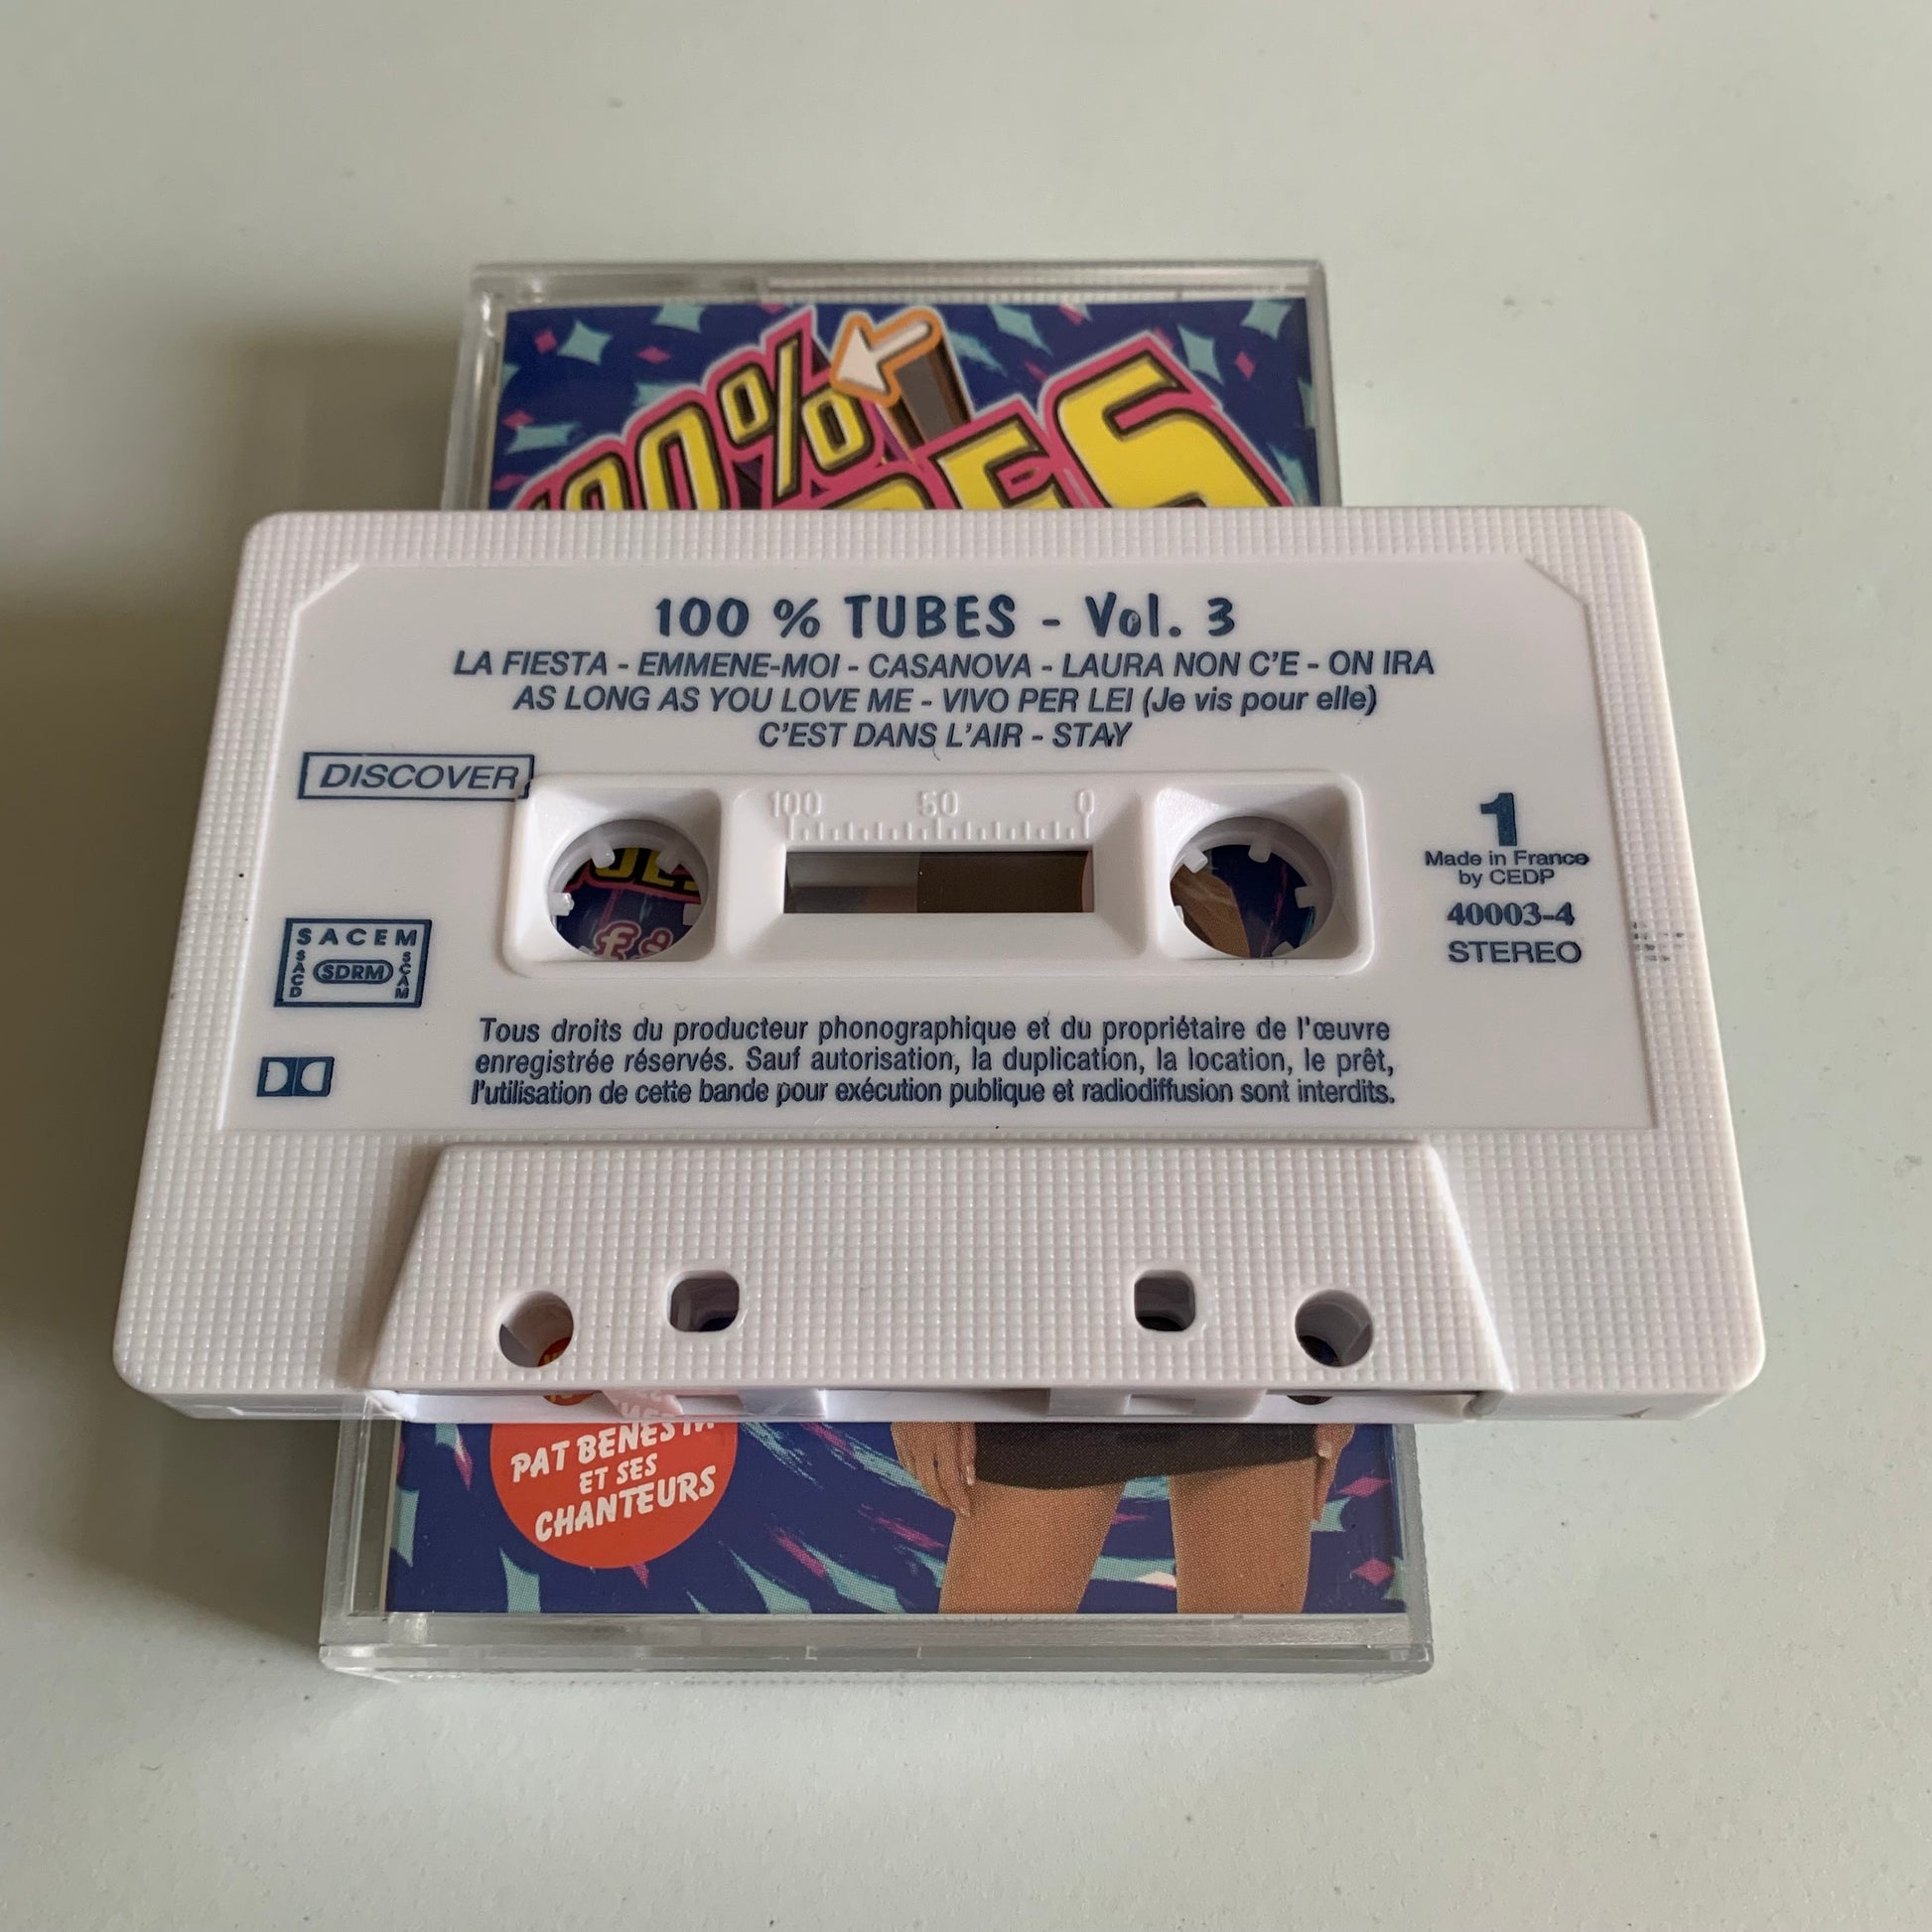 100%
100 % TUBES - Vol. 3
LA FIESTA - EMMENE-MOI - CASANOVA - LAURA NON C'E - ON IRA
AS LONG AS YOU LOVE ME - VIVO PER LEI (Je vis pour elle)
C'EST DANS L'AIR - STAY
DISCOVER
100 50 0
1
Made in France
by CEDP
40003-4
STEREO
SACEM
SACD SDRM SCAM
Tous droits du producteur phonographique et du propriétaire de l'œuvre
enregistrée réservés. Sauf autorisation, la duplication, la location, le prêt,
l'utilisation de cette bande pour exécution publique et radiodiffusion sont interdits.
PAT
ET SES
CHANTEURS